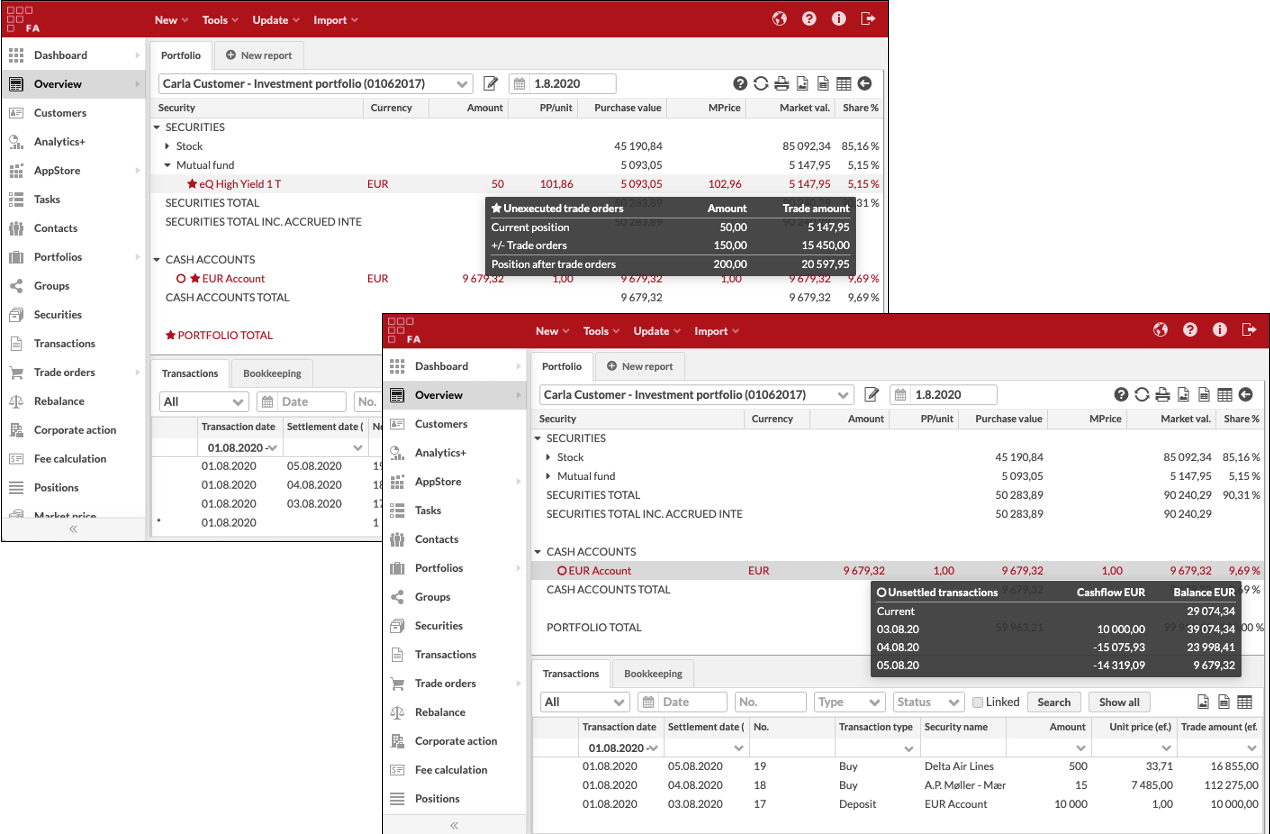 FA
New Tools Update Import
Dashboard
Overview
Customers
Analytics+
AppStore
Tasks
Contacts
Portfolios
Groups
Securities
Transactions
Trade orders
Rebalance
Corporate action
Fee calculation
Positions
Market price
«
Portfolio New report
Carla Customer - Investment portfolio (01062017) 1.8.2020
Security Currency Amount PP/unit Purchase value MPrice Market val. Share %
SECURITIES
Stock 45 190,84 85 092,34 85,16 %
Mutual fund 5 093,05 5 147,95 5,15 %
eQ High Yield 1 T EUR 50 101,86 5 093,05 102,96 5 147,95 5,15 %
SECURITIES TOTAL 50 283,89 31 %
SECURITIES TOTAL INC. ACCRUED INTE 50 283,89
Unexecuted trade orders Amount Trade amount
Current position 50,00 5 147,95
+/- Trade orders 150,00 15 450,00
Position after trade orders 200,00 20 597,95
CASH ACCOUNTS
EUR Account EUR 9 679,32 1,00 9 679,32 1,00 9 679,32 9,69 %
CASH ACCOUNTS TOTAL 9 679,32 9 679,32 9,69 %
PORTFOLIO TOTAL
Transactions Bookkeeping
All Date No.
Transaction date Settlement date (
01.08.2020 -
01.08.2020 05.08.2020 19
01.08.2020 04.08.2020 18
01.08.2020 03.08.2020 17
* 01.08.2020 1
FA
New Tools Update Import
Dashboard
Overview
Customers
Analytics+
AppStore
Tasks
Contacts
Portfolios
Groups
Securities
Transactions
Trade orders
Rebalance
Corporate action
Fee calculation
Positions
«
Portfolio New report
Carla Customer - Investment portfolio (01062017) 1.8.2020
Security Currency Amount PP/unit Purchase value MPrice Market val. Share %
SECURITIES
Stock 45 190,84 85 092,34 85,16 %
Mutual fund 5 093,05 5 147,95 5,15 %
SECURITIES TOTAL 50 283,89 90 240,29 90,31 %
SECURITIES TOTAL INC. ACCRUED INTE 50 283,89 90 240,29
CASH ACCOUNTS
EUR Account EUR 9 679,32 1,00 9 679,32 1,00 9 679,32 9,69 %
CASH ACCOUNTS TOTAL 9 679,32 69 %
PORTFOLIO TOTAL 59 963,21 00 %
Unsettled transactions Cashflow EUR Balance EUR
Current 29 074,34
03.08.20 10 000,00 39 074,34
04.08.20 -15 075,93 23 998,41
05.08.20 -14 319,09 9 679,32
Transactions Bookkeeping
All Date No. Type Status Linked Search Show all
Transaction date Settlement date ( No. Transaction type Security name Amount Unit price (ef.) Trade amount (ef.
01.08.2020 -
01.08.2020 05.08.2020 19 Buy Delta Air Lines 500 33,71 16 855,00
01.08.2020 04.08.2020 18 Buy A.P. Møller - Mær 15 7 485,00 112 275,00
01.08.2020 03.08.2020 17 Deposit EUR Account 10 000 1,00 10 000,00